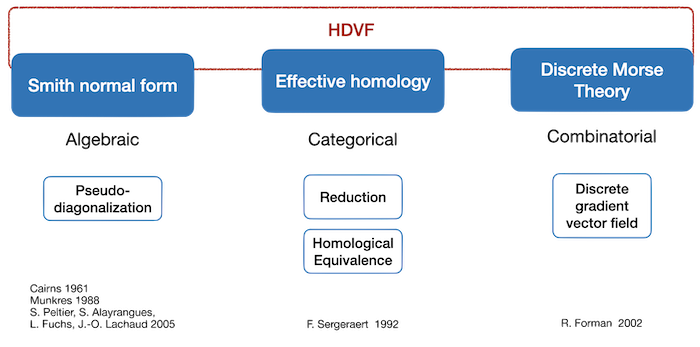 HDVF
Smith normal form
Effective homology
Discrete Morse
Theory
Algebraic
Categorical
Combinatorial
Pseudo-
diagonalization
Reduction
Homological
Equivalence
Discrete
gradient
vector field
Cairns 1961
Munkres 1988
S. Peltier, S. Alayrangues,
L. Fuchs, J.-O. Lachaud 2005
F. Sergeraert 1992
R. Forman 2002